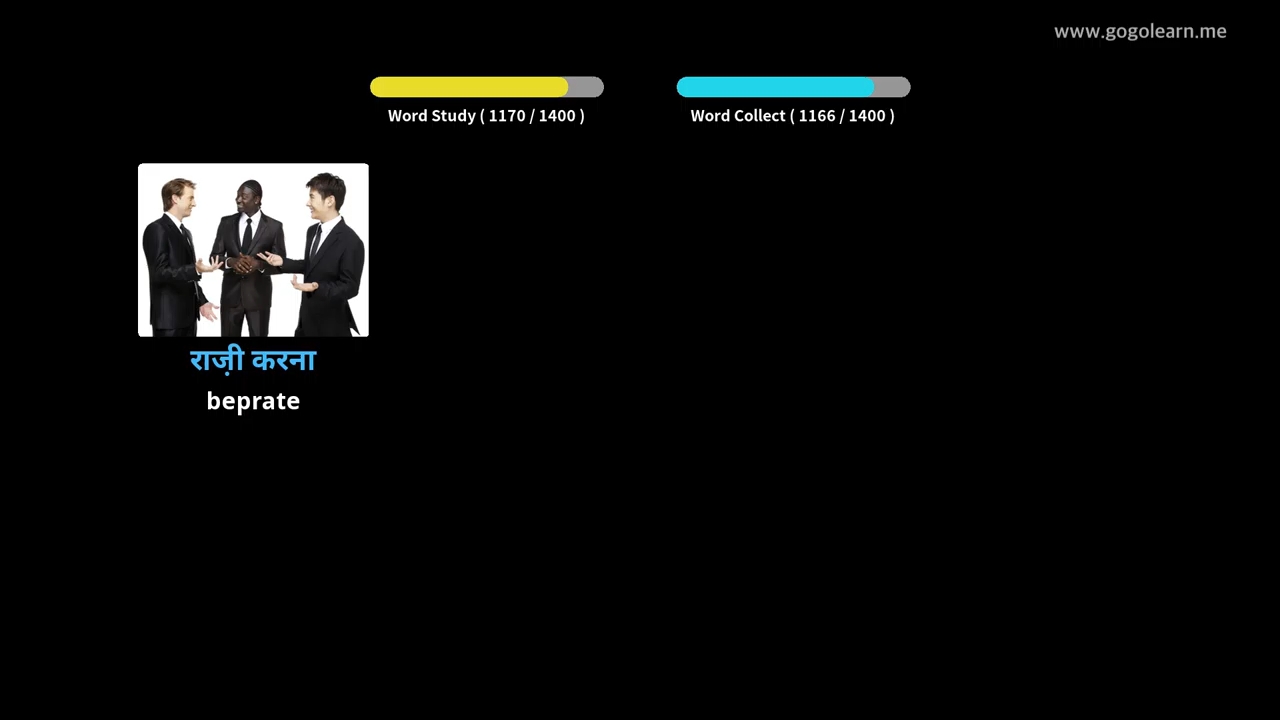 www.gogolearn.me
Word Study ( 1170 / 1400 )
Word Collect ( 1166 / 1400 )
राज़ी करना
beprate